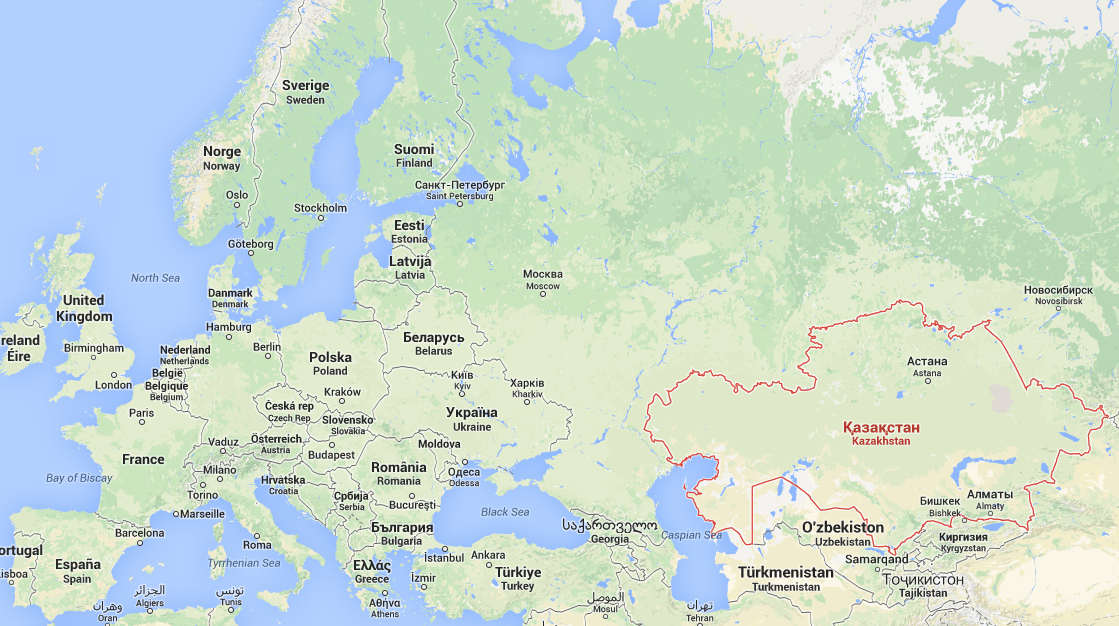 Sverige
Sweden
Suomi
Finland
Norge
Norway
Санкт-Петербург
Saint Petersburg
Oslo
Stockholm
Eesti
Estonia
Göteborg
Latvija
Latvia
North Sea
Москва
Moscow
Новосибирск
Novosibirsk
Danmark
Denmark
United
Kingdom
Hamburg
Беларусь
Belarus
reland
Éire
Birmingham
Nederland
Netherlands
Berlin
Polska
Poland
Астана
Astana
België
Belgique
Belgium
London
Київ
Kyiv
Харків
Kharkiv
Kraków
Paris
Česká rep
Czech Rep
Україна
Ukraine
Slovensko
Slovakia
Қазақстан
Kazakhstan
Vaduz
Österreich
Austria
Moldova
France
Budapest
Milano
România
Romania
Одеса
Odessa
Bay of Biscay
Hrvatska
Croatia
Torino
Србија
Serbia
București
Бишкек
Bishkek
Алматы
Almaty
Marseille
Black Sea
България
Bulgaria
საქართველო
Georgia
Caspian Sea
O'zbekiston
Uzbekistan
Barcelona
Roma
Киргизия
Kyrgyzstan
ortugal
İstanbul
Ankara
Samarqand
España
Spain
Tyrrhenian Sea
Ελλάς
Greece
İzmir
Türkiye
Turkey
Türkmenistan
Turkmenistan
Тоҷикистон
Tajikistan
isboa
الجزائر
Algiers
تونس
Tunis
Αθήνα
Athens
الموصل
Mosul
تهران
Tehran
وهران
Oran